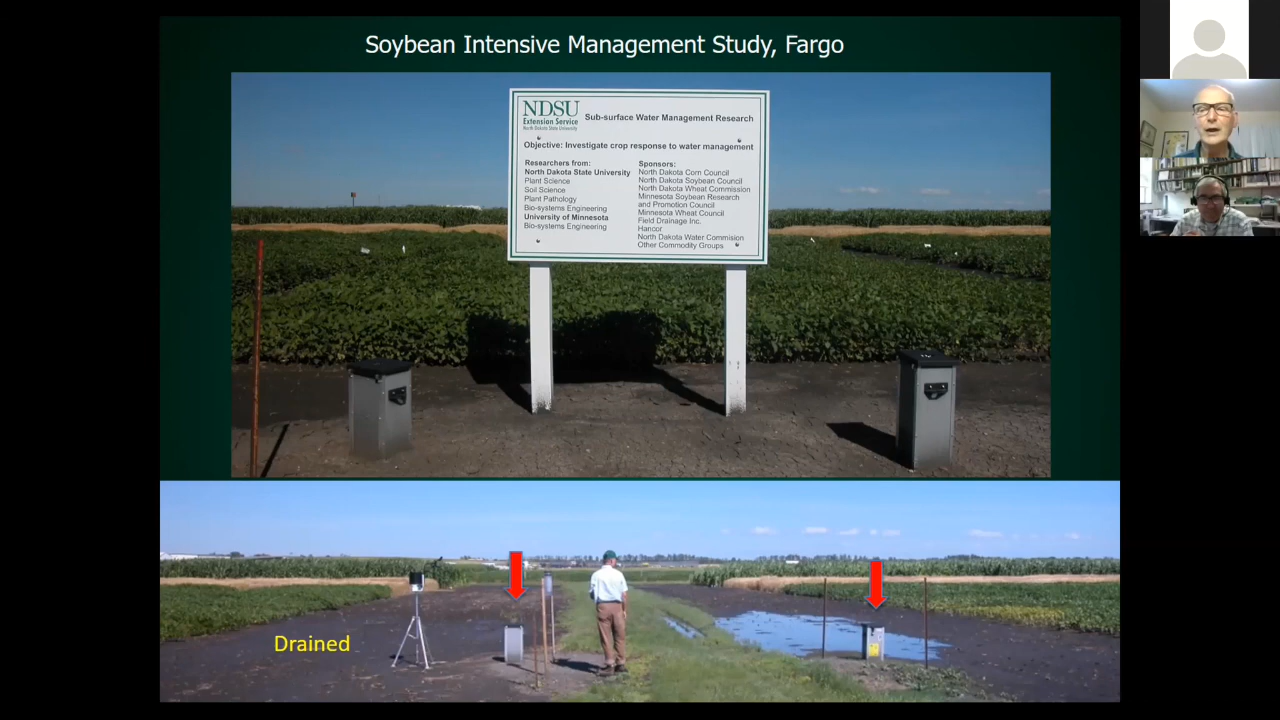 Soybean Intensive Management Study, Fargo
NDSU
Extension Service
North Dakota State University
Sub-surface Water Management Research
Objective: Investigate crop response to water management
Researchers from:
North Dakota State University
Plant Science
Soil Science
Plant Pathology
Bio-systems Engineering
University of Minnesota
Bio-systems Engineering
Sponsors:
North Dakota Corn Council
North Dakota Soybean Council
North Dakota Wheat Commission
Minnesota Soybean Research
and Promotion Council
Minnesota Wheat Council
Field Drainage Inc.
Hancor
North Dakota Water Commision
Other Commodity Groups
Drained